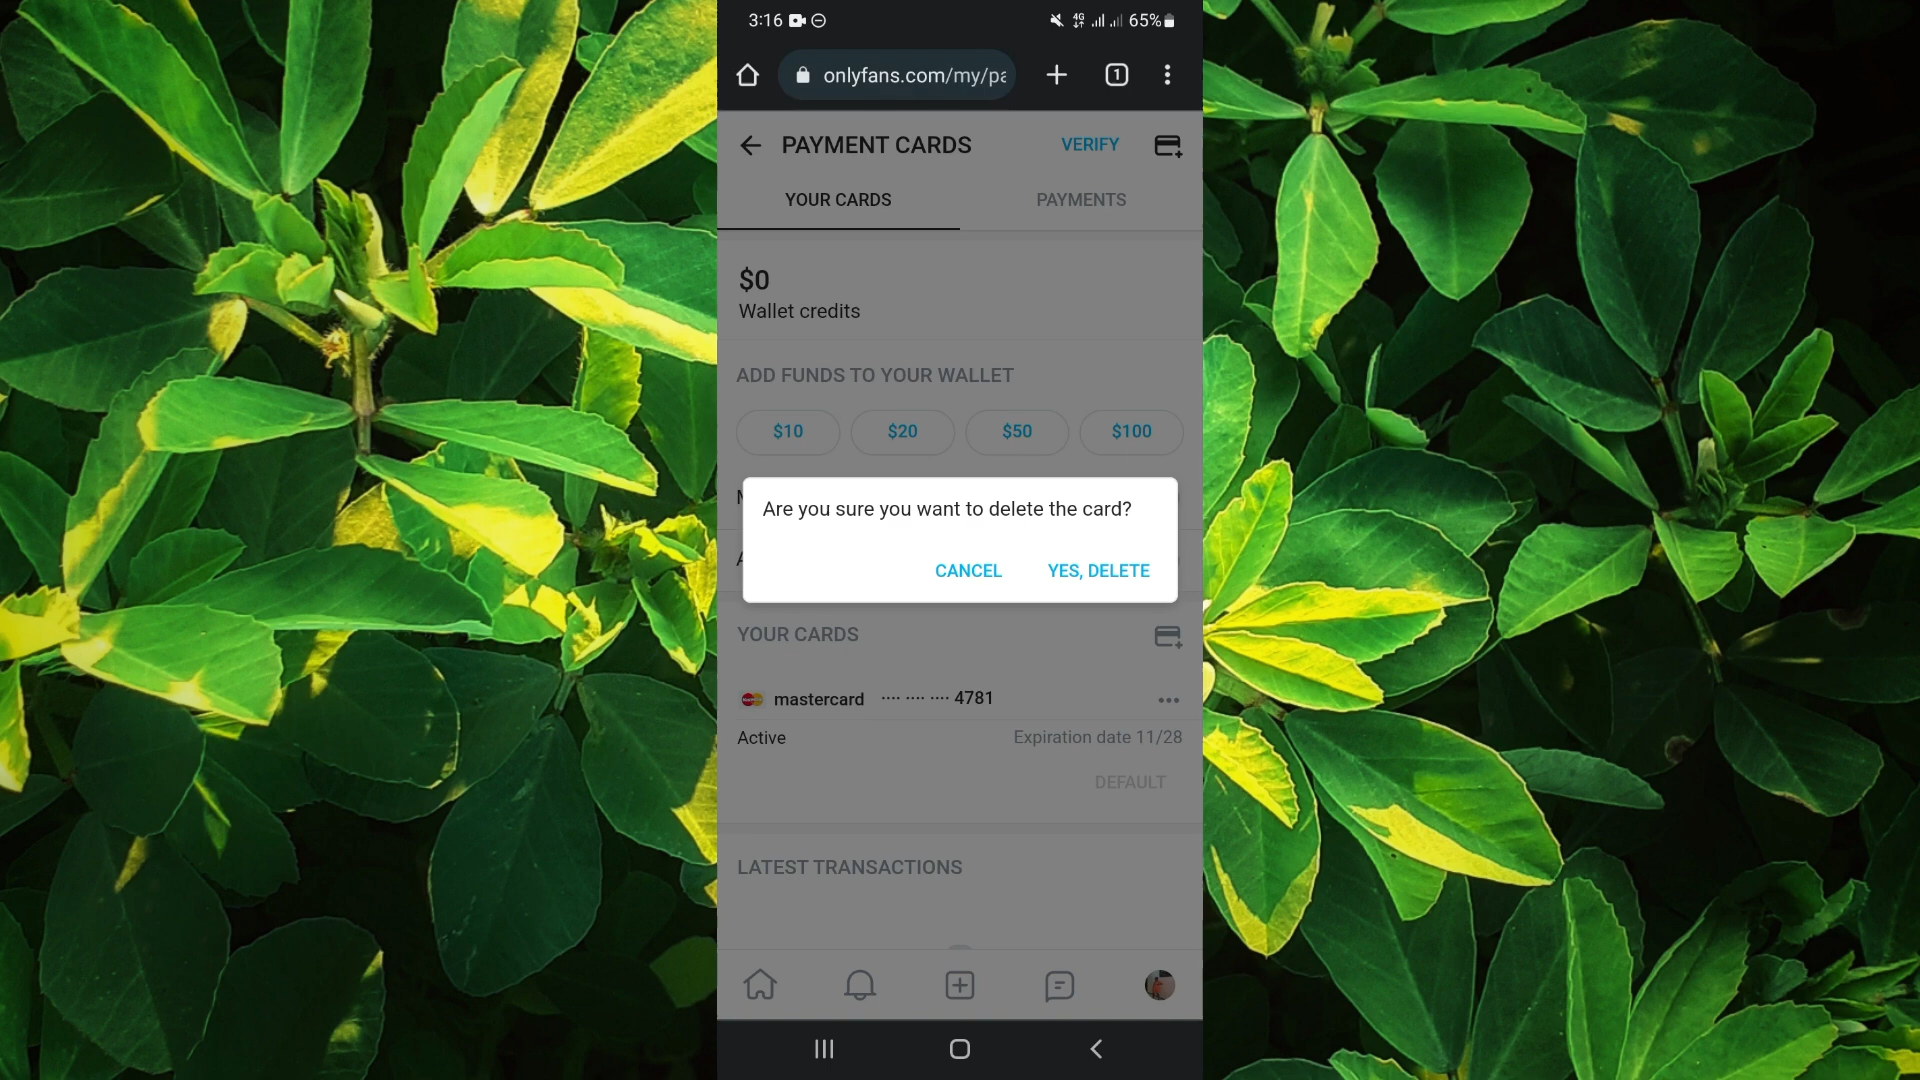 3:16
4G
65%
onlyfans.com/my/pa
1
PAYMENT CARDS
VERIFY
YOUR CARDS
PAYMENTS
$0
Wallet credits
ADD FUNDS TO YOUR WALLET
$10 $20 $50 $100
Are you sure you want to delete the card?
CANCEL YES, DELETE
YOUR CARDS
mastercard ···· ···· ···· 4781
Active
Expiration date 11/28
DEFAULT
LATEST TRANSACTIONS